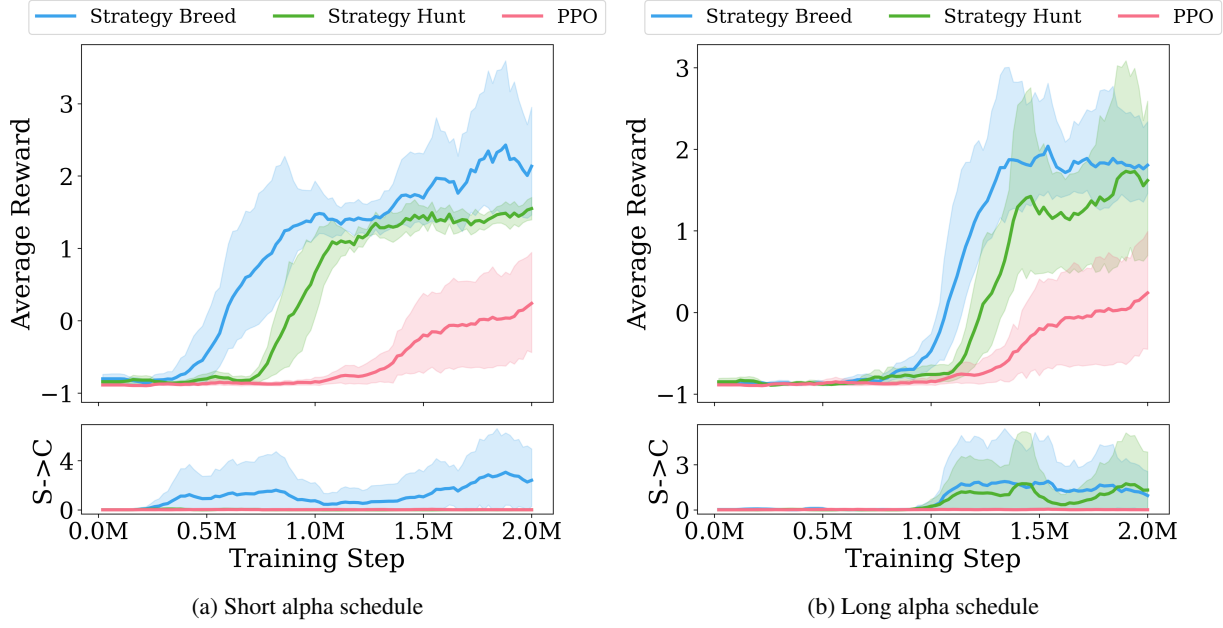 Strategy Breed Strategy Hunt PPO
3
2
1
0
−1
Average Reward
4
0
S->C
0.0M 0.5M 1.0M 1.5M 2.0M
Training Step
(a) Short alpha schedule
Strategy Breed Strategy Hunt PPO
3
2
1
0
−1
Average Reward
3
0
S->C
0.0M 0.5M 1.0M 1.5M 2.0M
Training Step
(b) Long alpha schedule